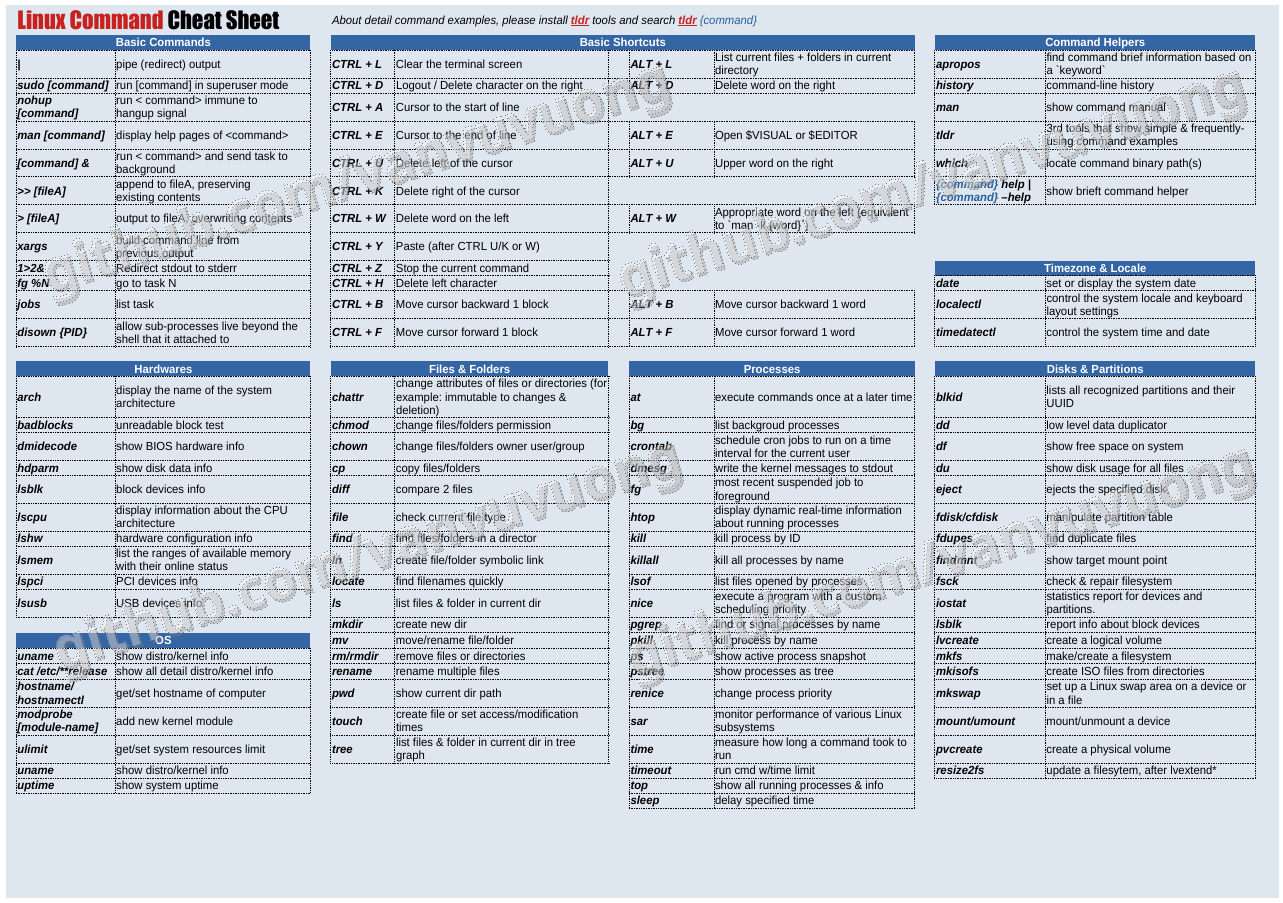 Linux Command Cheat Sheet
About detail command examples, please install tldr tools and search tldr {command}
Basic Commands
| pipe (redirect) output
sudo [command] run [command] in superuser mode
nohup [command] run < command> immune to
hangup signal
man [command] display help pages of <command>
[command] & run < command> and send task to
background
>> [fileA] append to fileA, preserving
existing contents
> [fileA] output to fileA, overwriting contents
xargs build command line from
previous output
1>2& Redirect stdout to stderr
fg %N go to task N
jobs list task
disown {PID} allow sub-processes live beyond the
shell that it attached to
Basic Shortcuts
CTRL + L Clear the terminal screen ALT + L List current files + folders in current
directory
CTRL + D Logout / Delete character on the right ALT + D Delete word on the right
CTRL + A Cursor to the start of line
CTRL + E Cursor to the end of line ALT + E Open $VISUAL or $EDITOR
CTRL + U Delete left of the cursor ALT + U Upper word on the right
CTRL + K Delete right of the cursor
CTRL + W Delete word on the left ALT + W Appropriate word on the left (equivalent
to `man -k {word}`)
CTRL + Y Paste (after CTRL U/K or W)
CTRL + Z Stop the current command
CTRL + H Delete left character
CTRL + B Move cursor backward 1 block ALT + B Move cursor backward 1 word
CTRL + F Move cursor forward 1 block ALT + F Move cursor forward 1 word
Command Helpers
apropos find command brief information based on
a `keyword`
history command-line history
man show command manual
tldr 3rd tools that show simple & frequently-
using command examples
which locate command binary path(s)
{command} help |
{command} –help show brieft command helper
Timezone & Locale
date set or display the system date
localectl control the system locale and keyboard
layout settings
timedatectl control the system time and date
Hardwares
arch display the name of the system
architecture
badblocks unreadable block test
dmidecode show BIOS hardware info
hdparm show disk data info
lsblk block devices info
lscpu display information about the CPU
architecture
lshw hardware configuration info
lsmem list the ranges of available memory
with their online status
lspci PCI devices info
lsusb USB devices info
OS
uname show distro/kernel info
cat /etc/**release show all detail distro/kernel info
hostname/
hostnamectl get/set hostname of computer
modprobe
[module-name] add new kernel module
ulimit get/set system resources limit
uname show distro/kernel info
uptime show system uptime
Files & Folders
chattr change attributes of files or directories (for
example: immutable to changes &
deletion)
chmod change files/folders permission
chown change files/folders owner user/group
cp copy files/folders
diff compare 2 files
file check current file type
find find files/folders in a director
ln create file/folder symbolic link
locate find filenames quickly
ls list files & folder in current dir
mkdir create new dir
mv move/rename file/folder
rm/rmdir remove files or directories
rename rename multiple files
pwd show current dir path
touch create file or set access/modification
times
tree list files & folder in current dir in tree
graph
Processes
at execute commands once at a later time
bg list backgroud processes
crontab schedule cron jobs to run on a time
interval for the current user
dmesg write the kernel messages to stdout
fg most recent suspended job to
foreground
htop display dynamic real-time information
about running processes
kill kill process by ID
killall kill all processes by name
lsof list files opened by processes
nice execute a program with a custom
scheduling priority
pgrep find or signal processes by name
pkill kill process by name
ps show active process snapshot
pstree show processes as tree
renice change process priority
sar monitor performance of various Linux
subsystems
time measure how long a command took to
run
timeout run cmd w/time limit
top show all running processes & info
sleep delay specified time
Disks & Partitions
blkid lists all recognized partitions and their
UUID
dd low level data duplicator
df show free space on system
du show disk usage for all files
eject ejects the specified disk
fdisk/cfdisk manipulate partition table
fdupes find duplicate files
findmnt show target mount point
fsck check & repair filesystem
iostat statistics report for devices and
partitions.
lsblk report info about block devices
lvcreate create a logical volume
mkfs make/create a filesystem
mkisofs create ISO files from directories
mkswap set up a Linux swap area on a device or
in a file
mount/umount mount/unmount a device
pvcreate create a physical volume
resize2fs update a filesytem, after lvextend*
github.com/vanyuvuong
github.com/vanyuvuong
github.com/vanyuvuong
github.com/vanyuvuong